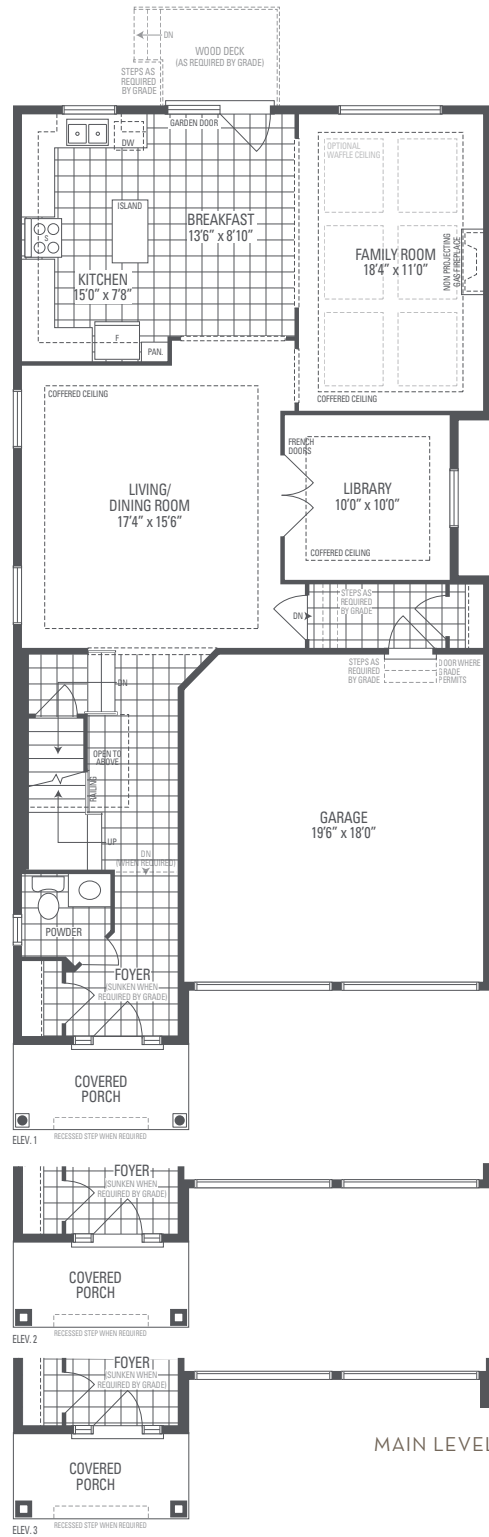 DN
WOOD DECK
(AS REQUIRED BY GRADE)
STEPS AS
REQUIRED
BY GRADE
GARDEN DOOR
DW
OPTIONAL
WAFFLE CEILING
ISLAND
BREAKFAST
13'6" x 8'10"
S
FAMILY ROOM
18'4" x 11'0"
NON PROJECTING
GAS FIREPLACE
KITCHEN
15'0" x 7'8"
F
PAN.
COFFERED CEILING
COFFERED CEILING
FRENCH
DOORS
LIVING/
DINING ROOM
17'4" x 15'6"
LIBRARY
10'0" x 10'0"
COFFERED CEILING
STEPS AS
REQUIRED
BY GRADE
DN
STEPS AS
REQUIRED
BY GRADE
DOOR WHERE
GRADE
PERMITS
DN
OPEN TO
ABOVE
RAILING
GARAGE
19'6" x 18'0"
UP
DN
(WHEN REQUIRED)
POWDER
FOYER
(SUNKEN WHEN
REQUIRED BY GRADE)
COVERED
PORCH
ELEV. 1
RECESSED STEP WHEN REQUIRED
FOYER
(SUNKEN WHEN
REQUIRED BY GRADE)
COVERED
PORCH
ELEV. 2
RECESSED STEP WHEN REQUIRED
FOYER
(SUNKEN WHEN
REQUIRED BY GRADE)
MAIN LEVEL
COVERED
PORCH
ELEV. 3
RECESSED STEP WHEN REQUIRED